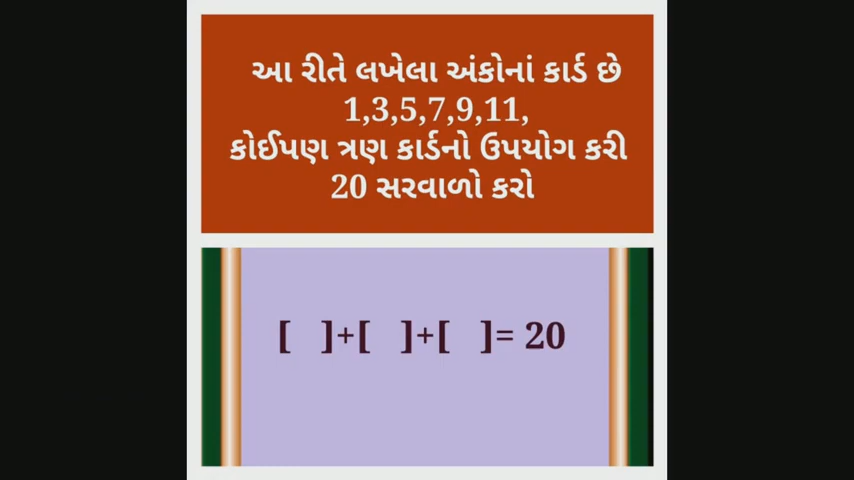 આ રીતે લખેલા અંકોનાં કાર્ડ છે
1,3,5,7,9,11,
કોઈપણ ત્રણ કાર્ડનો ઉપયોગ કરી
20 સરવાળો કરો
[ ]+[ ]+[ ]= 20